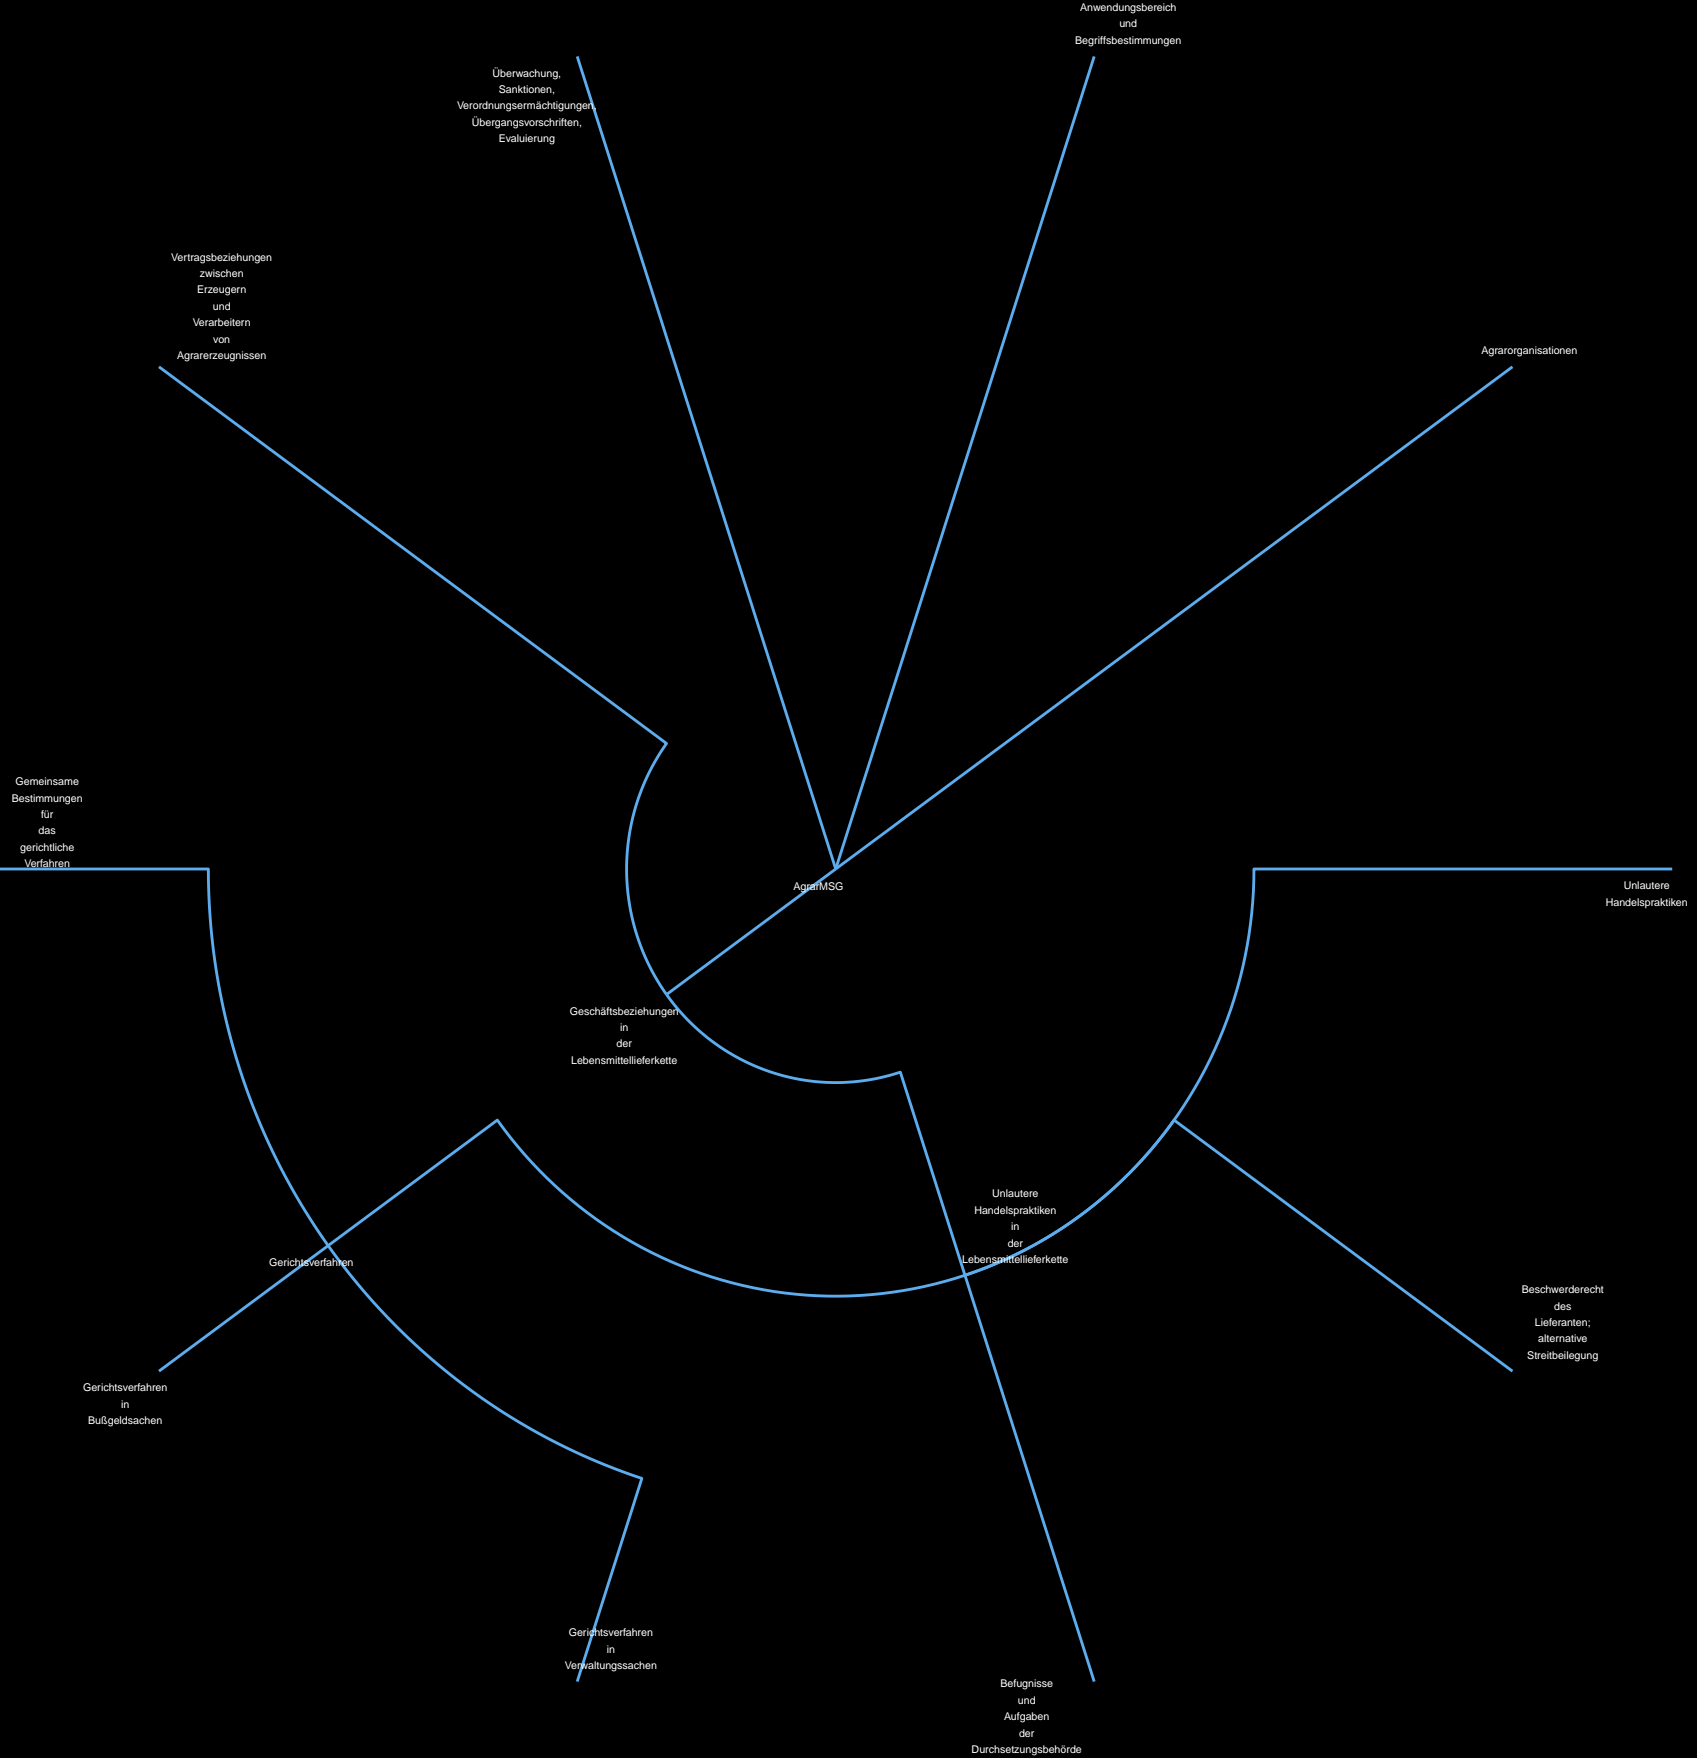 Anwendungsbereich
und
Begriffsbestimmungen
Überwachung,
Sanktionen,
Verordnungsermächtigungen,
Übergangsvorschriften,
Evaluierung
Vertragsbeziehungen
zwischen
Erzeugern
und
Verarbeitern
von
Agrarerzeugnissen
Agrarorganisationen
Gemeinsame
Bestimmungen
für
das
gerichtliche
Verfahren
AgrarMSG
Unlautere
Handelspraktiken
Geschäftsbeziehungen
in
der
Lebensmittellieferkette
Unlautere
Handelspraktiken
in
der
Lebensmittellieferkette
Gerichtsverfahren
Beschwerderecht
des
Lieferanten;
alternative
Streitbeilegung
Gerichtsverfahren
in
Bußgeldsachen
Gerichtsverfahren
in
Verwaltungssachen
Befugnisse
und
Aufgaben
der
Durchsetzungsbehörde